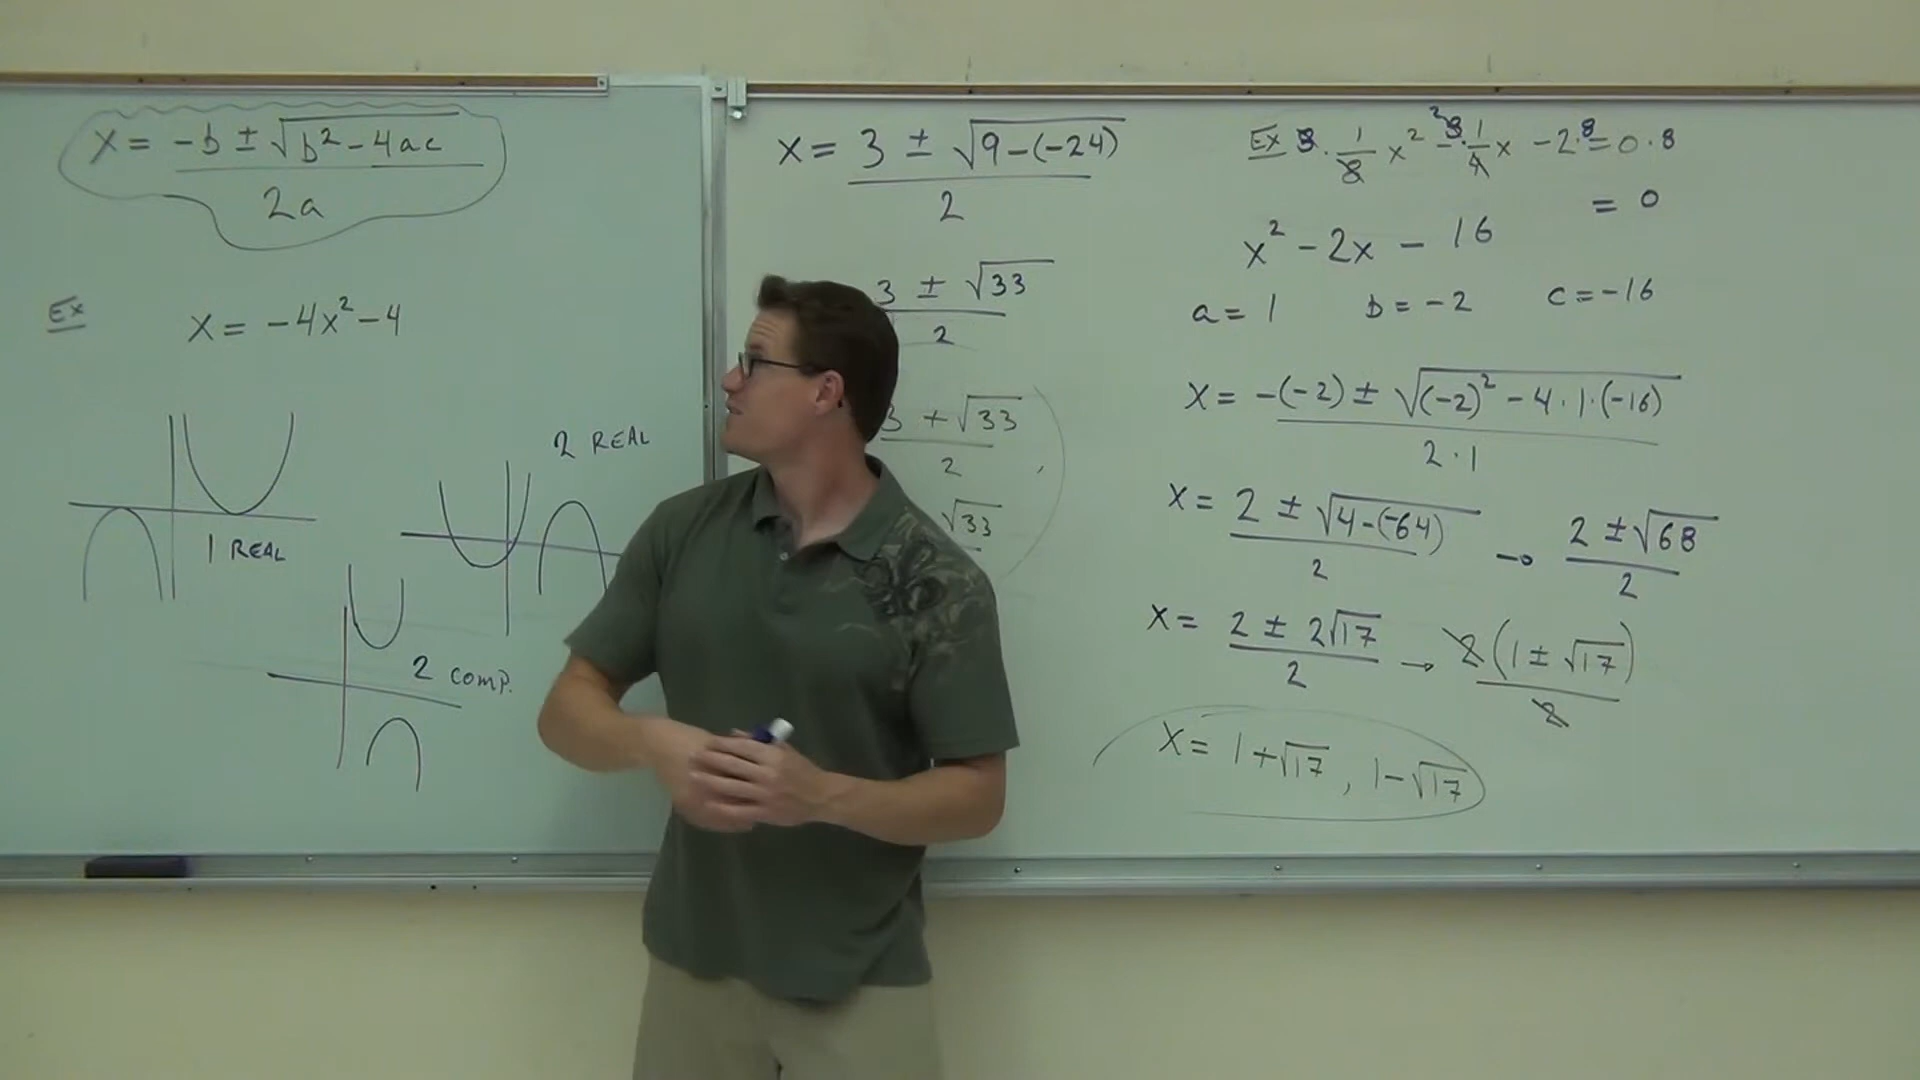 x = -b ± √b² - 4ac
2a
Ex x = -4x² - 4
2 REAL
1 REAL
2 comp.
x = 3 ± √9-(-24)
2
3 ± √33
2
3 + √33
2 ,
√33
Ex 8 · 1/8 x² - ²8 · 1/4 x - 2·8 = 0·8
x² - 2x - 16 = 0
a = 1 b = -2 c = -16
x = -(-2) ± √(-2)² - 4·1·(-16)
2·1
x = 2 ± √4-(-64) → 2 ± √68
2 2
x = 2 ± 2√17 → 2(1 ± √17)
2 2
x = 1+√17 , 1-√17